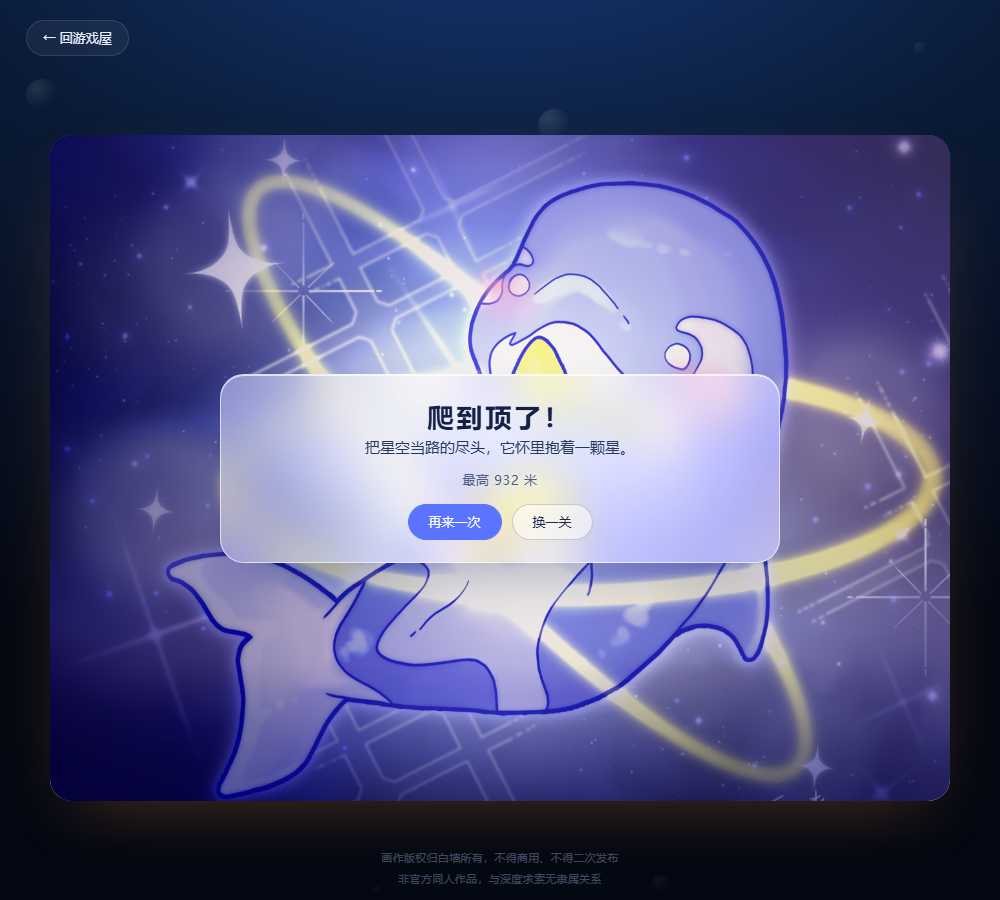 ← 回游戏屋
爬到顶了！
把星空当路的尽头，它怀里抱着一颗星。
最高 932 米
再来一次
换一关
画作版权归白墙所有，不得商用、不得二次发布
非官方同人作品，与深度求索无隶属关系